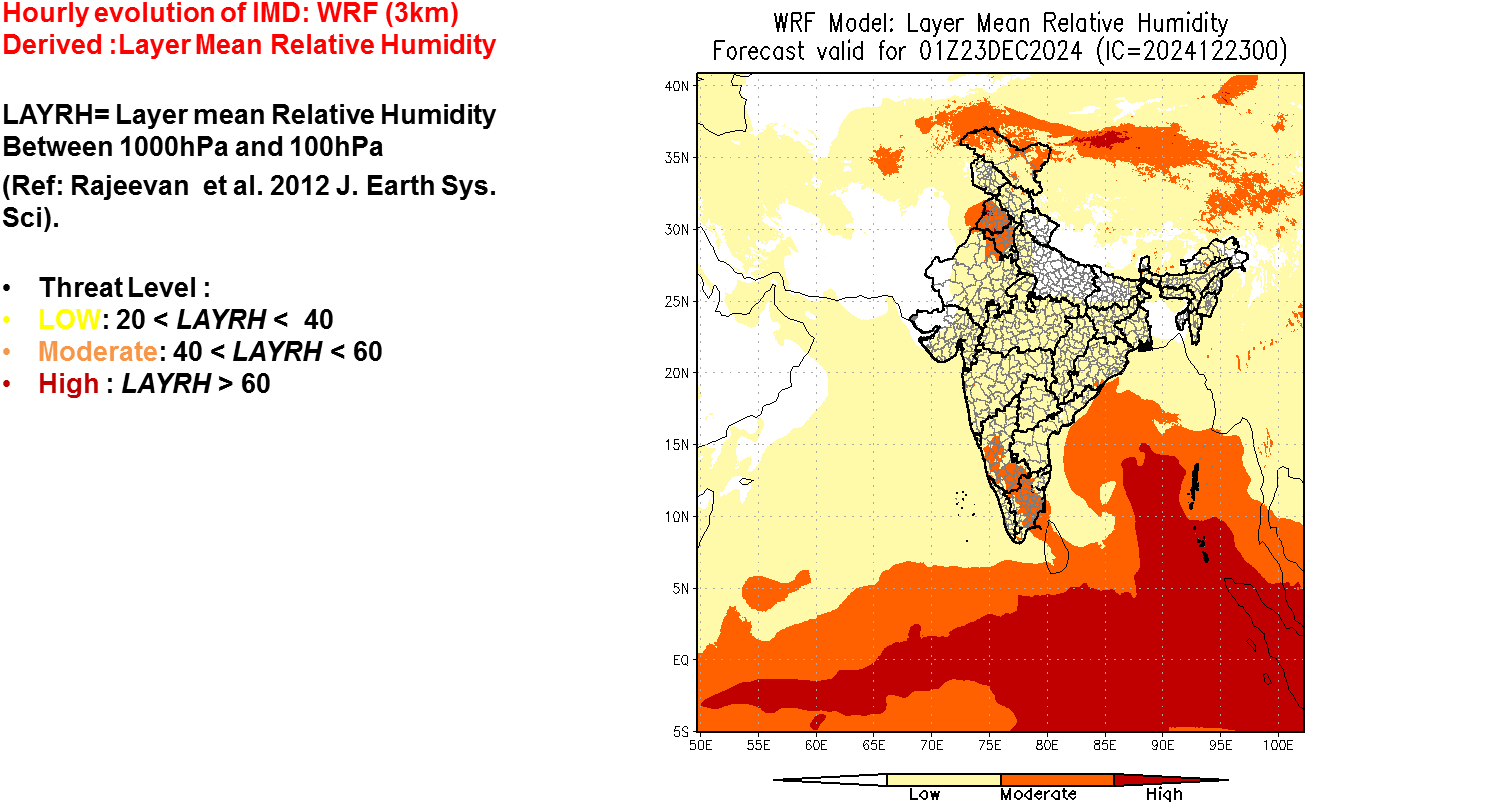 Hourly evolution of IMD: WRF (3km)
Derived :Layer Mean Relative Humidity
LAYRH= Layer mean Relative Humidity
Between 1000hPa and 100hPa
(Ref: Rajeevan et al. 2012 J. Earth Sys.
Sci).
• Threat Level :
• LOW: 20 < LAYRH < 40
• Moderate: 40 < LAYRH < 60
• High : LAYRH > 60
WRF Model: Layer Mean Relative Humidity
Forecast valid for 01Z23DEC2024 (IC=2024122300)
40N
35N
30N
25N
20N
15N
10N
5N
EQ
5S
50E 55E 60E 65E 70E 75E 80E 85E 90E 95E 100E
Low Moderate High